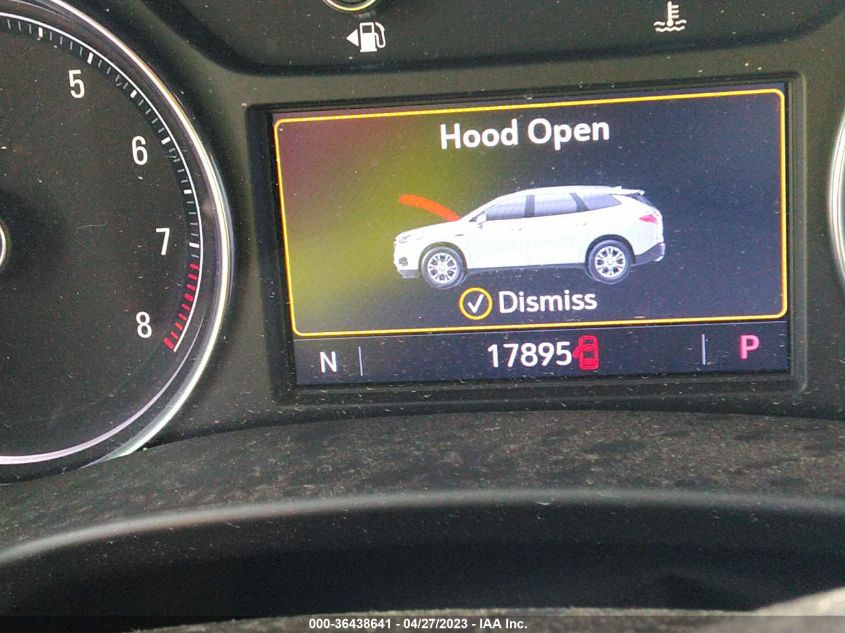 5
6
7
8
Hood Open
Dismiss
N 17895 P
000-36438641 - 04/27/2023 - IAA Inc.